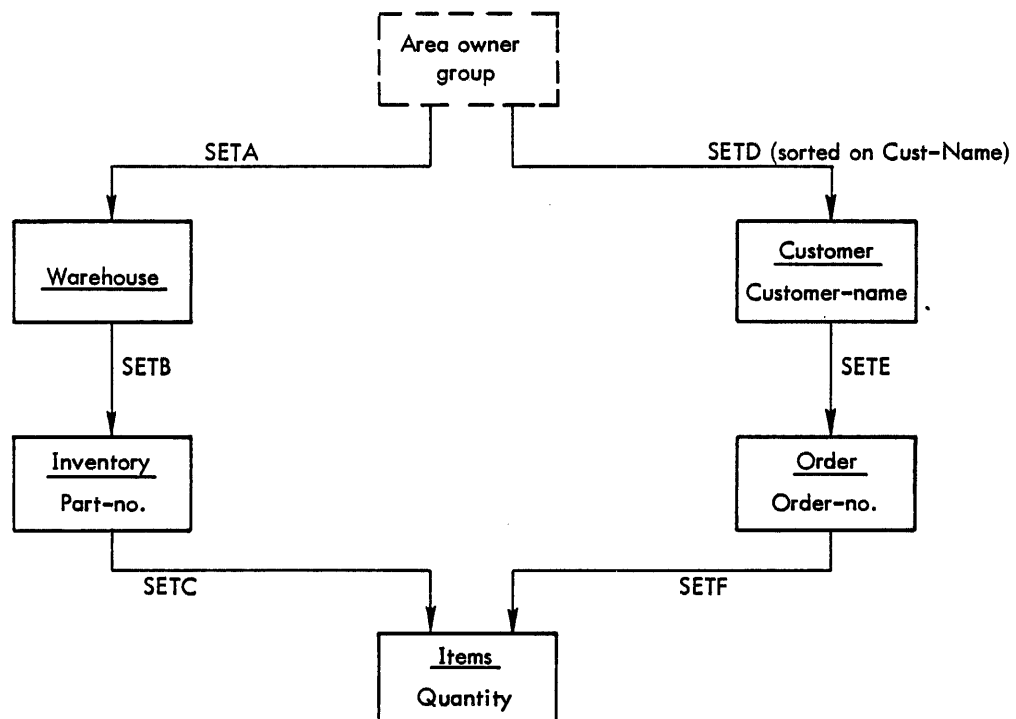 Area owner
group
SETA
SETD (sorted on Cust-Name)
Warehouse
Customer
Customer-name
SETB
SETE
Inventory
Part-no.
Order
Order-no.
SETC
SETF
Items
Quantity